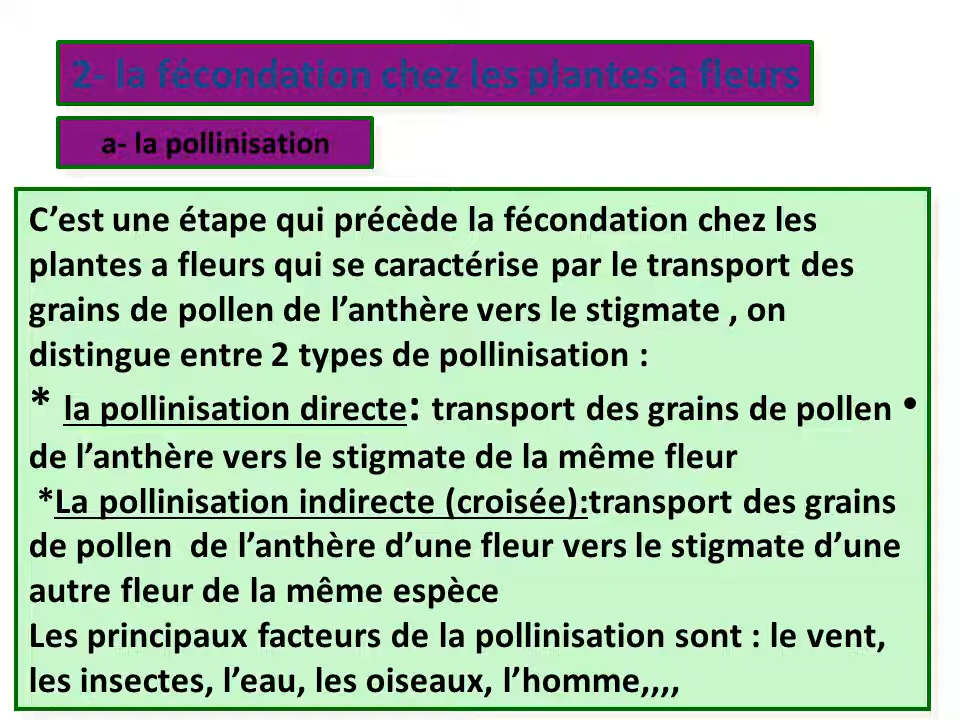 2- la fécondation chez les plantes a fleurs
a- la pollinisation
C’est une étape qui précède la fécondation chez les
plantes a fleurs qui se caractérise par le transport des
grains de pollen de l’anthère vers le stigmate , on
distingue entre 2 types de pollinisation :
* la pollinisation directe: transport des grains de pollen •
de l’anthère vers le stigmate de la même fleur
*La pollinisation indirecte (croisée):transport des grains
de pollen de l’anthère d’une fleur vers le stigmate d’une
autre fleur de la même espèce
Les principaux facteurs de la pollinisation sont : le vent,
les insectes, l’eau, les oiseaux, l’homme,,,,